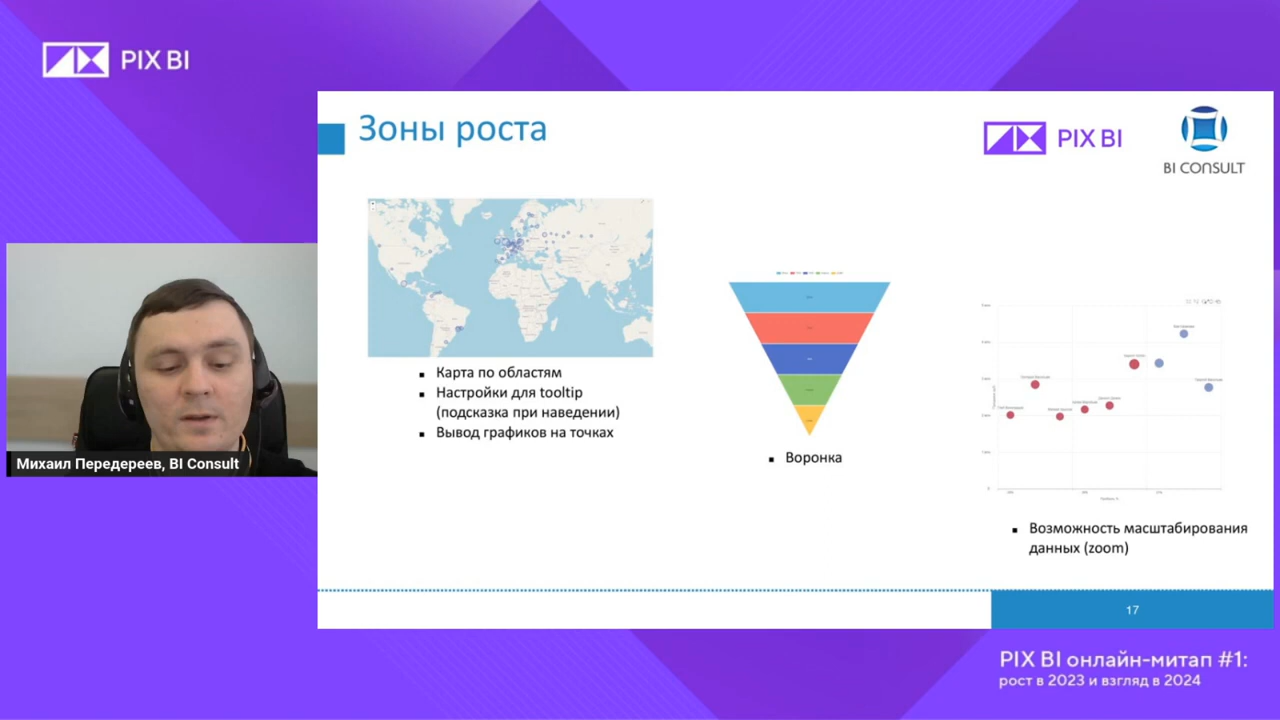 PIX BI
Зоны роста
PIX BI
BI CONSULT
Карта по областям
Настройки для tooltip
(подсказка при наведении)
Вывод графиков на точках
Воронка
Возможность масштабирования
данных (zoom)
Михаил Передереев, BI Consult
17
PIX BI онлайн-митап #1:
рост в 2023 и взгляд в 2024